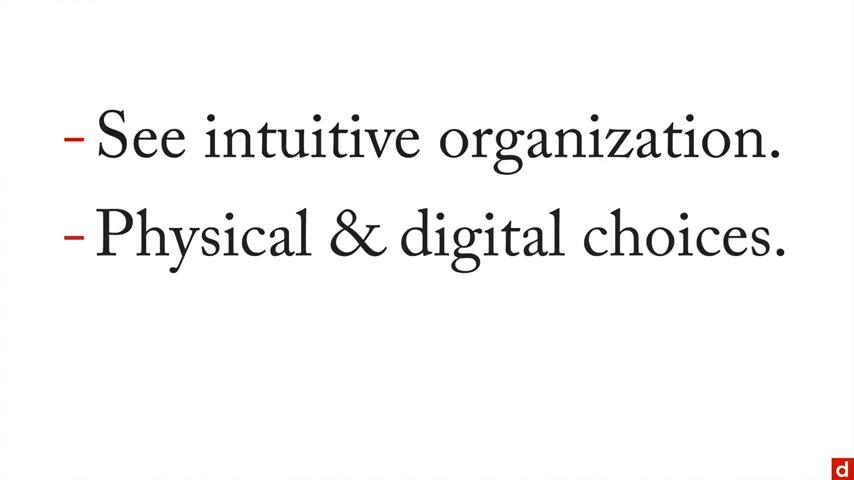 - See intuitive organization.
- Physical & digital choices.
d